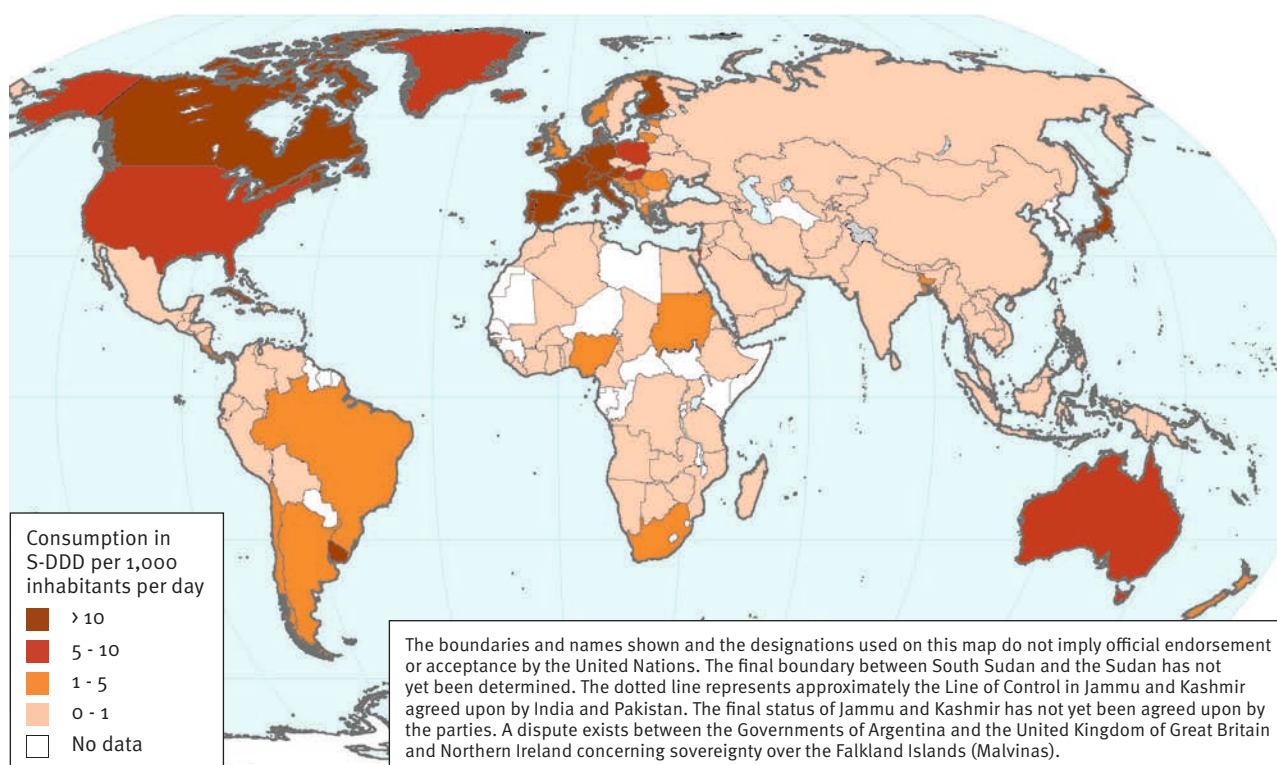 Consumption in
S-DDD per 1,000
inhabitants per day
> 10
5 - 10
1 - 5
0 - 1
No data
The boundaries and names shown and the designations used on this map do not imply official endorsement
or acceptance by the United Nations. The final boundary between South Sudan and the Sudan has not
yet been determined. The dotted line represents approximately the Line of Control in Jammu and Kashmir
agreed upon by India and Pakistan. The final status of Jammu and Kashmir has not yet been agreed upon by
the parties. A dispute exists between the Governments of Argentina and the United Kingdom of Great Britain
and Northern Ireland concerning sovereignty over the Falkland Islands (Malvinas).